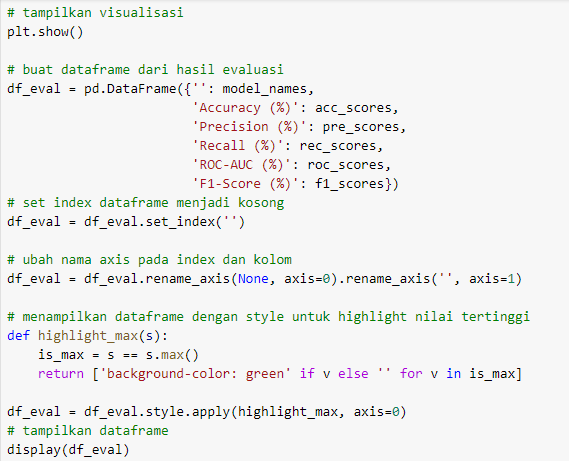 # tampilkan visualisasi
plt.show()
# buat dataframe dari hasil evaluasi
df_eval = pd.DataFrame({'': model_names,
'Accuracy (%)': acc_scores,
'Precision (%)': pre_scores,
'Recall (%)': rec_scores,
'ROC-AUC (%)': roc_scores,
'F1-Score (%)': f1_scores})
# set index dataframe menjadi kosong
df_eval = df_eval.set_index('')
# ubah nama axis pada index dan kolom
df_eval = df_eval.rename_axis(None, axis=0).rename_axis('', axis=1)
# menampilkan dataframe dengan style untuk highlight nilai tertinggi
def highlight_max(s):
is_max = s == s.max()
return ['background-color: green' if v else '' for v in is_max]
df_eval = df_eval.style.apply(highlight_max, axis=0)
# tampilkan dataframe
display(df_eval)